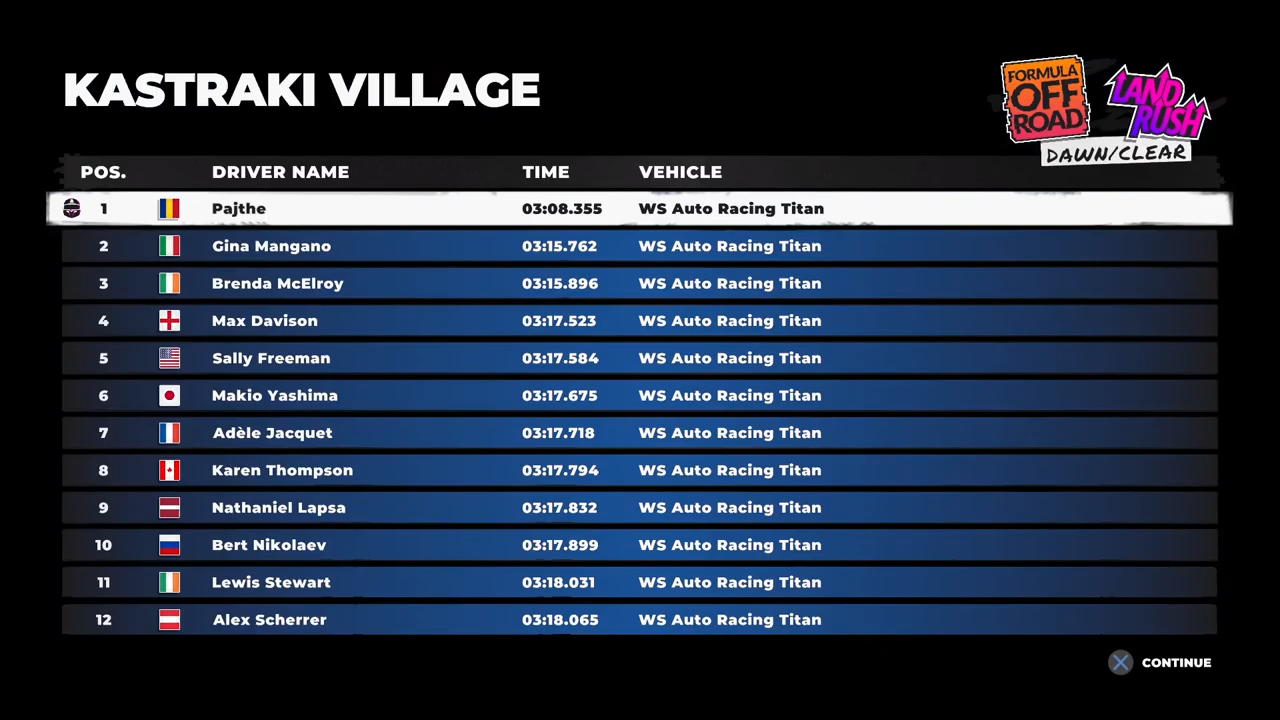 KASTRAKI VILLAGE
FORMULA
OFF
ROAD
LAND
RUSH
DAWN/CLEAR
POS. DRIVER NAME TIME VEHICLE
1 Pajthe 03:08.355 WS Auto Racing Titan
2 Gina Mangano 03:15.762 WS Auto Racing Titan
3 Brenda McElroy 03:15.896 WS Auto Racing Titan
4 Max Davison 03:17.523 WS Auto Racing Titan
5 Sally Freeman 03:17.584 WS Auto Racing Titan
6 Makio Yashima 03:17.675 WS Auto Racing Titan
7 Adèle Jacquet 03:17.718 WS Auto Racing Titan
8 Karen Thompson 03:17.794 WS Auto Racing Titan
9 Nathaniel Lapsa 03:17.832 WS Auto Racing Titan
10 Bert Nikolaev 03:17.899 WS Auto Racing Titan
11 Lewis Stewart 03:18.031 WS Auto Racing Titan
12 Alex Scherrer 03:18.065 WS Auto Racing Titan
CONTINUE